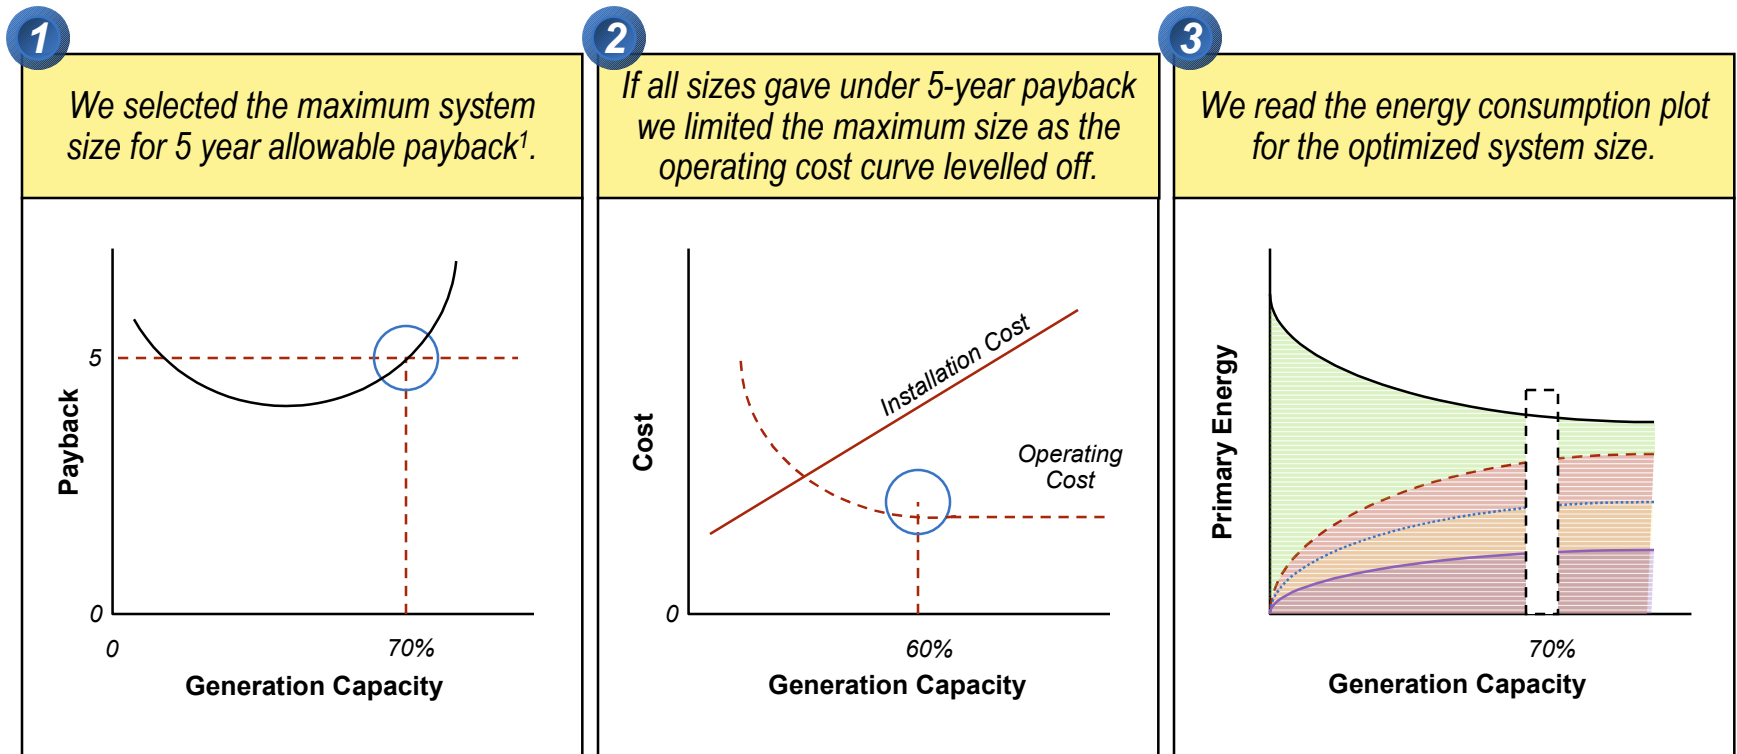 1
We selected the maximum system
size for 5 year allowable payback1.
5
Payback
0
0
70%
Generation Capacity
2
If all sizes gave under 5-year payback
we limited the maximum size as the
operating cost curve levelled off.
Installation Cost
Operating
Cost
Cost
0
60%
Generation Capacity
3
We read the energy consumption plot
for the optimized system size.
Primary Energy
70%
Generation Capacity